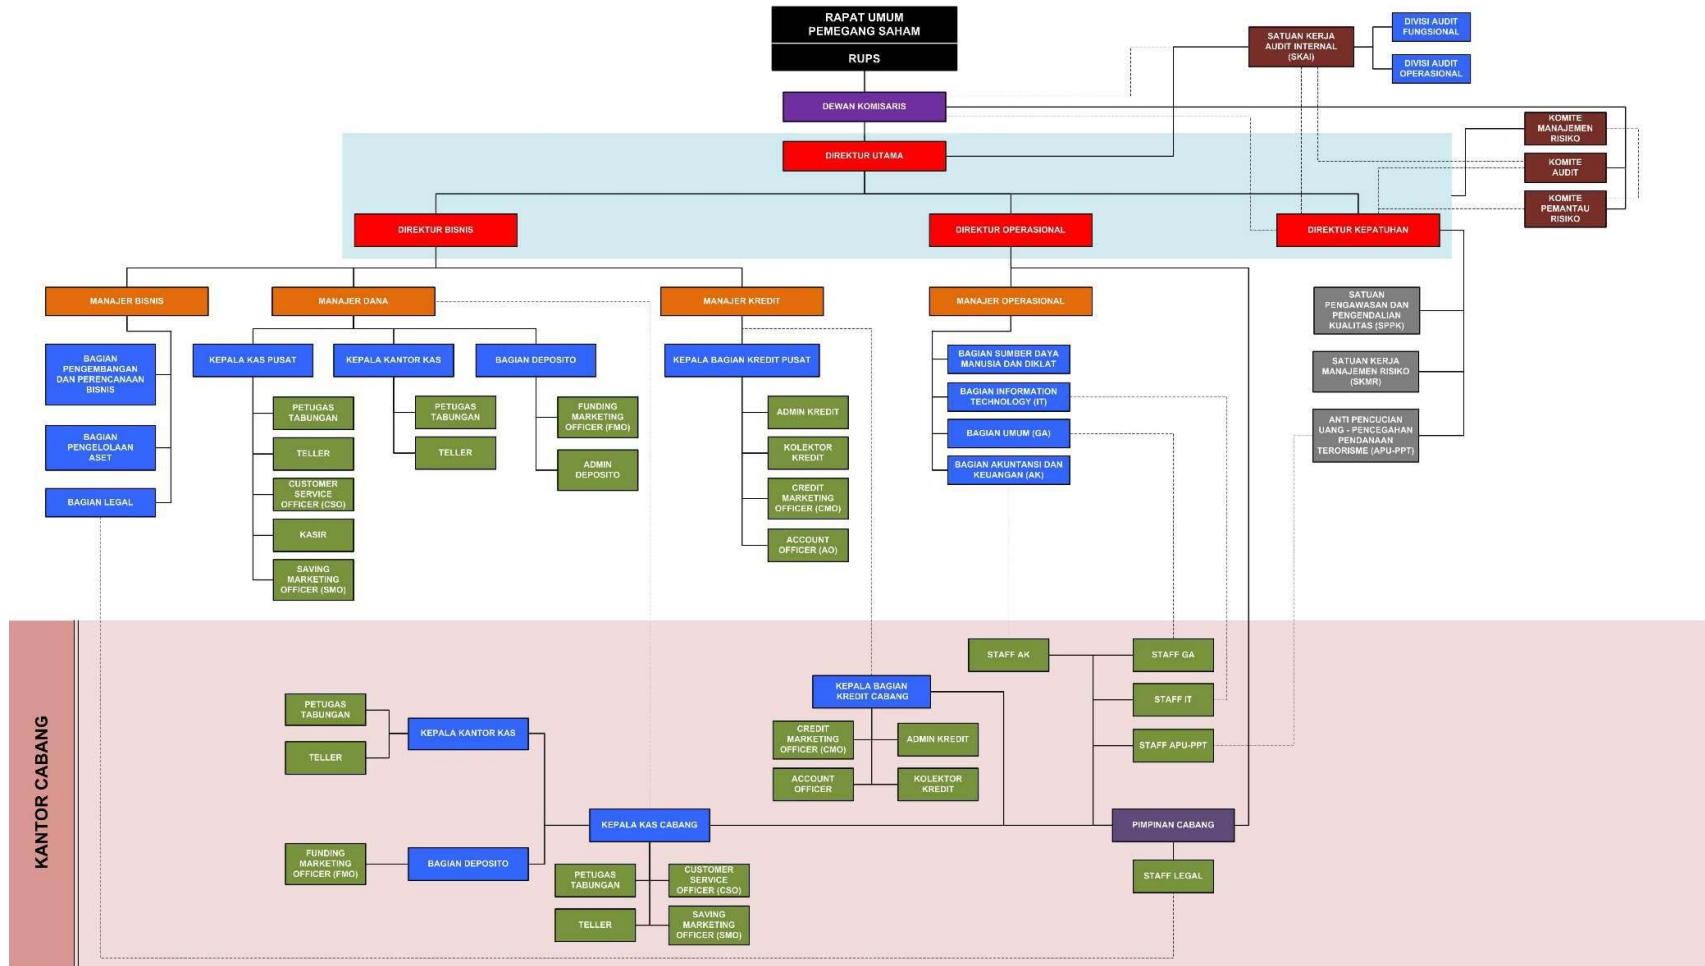 RAPAT UMUM
PEMEGANG SAHAM
RUPS
SATUAN KERJA
AUDIT INTERNAL
(SKAI)
DIVISI AUDIT
FUNGSIONAL
DIVISI AUDIT
OPERASIONAL
DEWAN KOMISARIS
KOMITE
MANAJEMEN
RISIKO
DIREKTUR UTAMA
KOMITE
AUDIT
KOMITE
PEMANTAU
RISIKO
DIREKTUR BISNIS
DIREKTUR OPERASIONAL
DIREKTUR KEPATUHAN
MANAJER BISNIS
MANAJER DANA
MANAJER KREDIT
MANAJER OPERASIONAL
SATUAN
PENGAWASAN DAN
PENGENDALIAN
KUALITAS (SPPK)
SATUAN KERJA
MANAJEMEN RISIKO
(SKMR)
ANTI PENCUCIAN
UANG - PENCEGAHAN
PENDANAAN
TERORISME (APU-PPT)
BAGIAN
PENGEMBANGAN
DAN PERENCANAAN
BISNIS
BAGIAN
PENGELOLAAN
ASET
BAGIAN LEGAL
KEPALA KAS PUSAT
PETUGAS
TABUNGAN
TELLER
CUSTOMER
SERVICE
OFFICER (CSO)
KASIR
SAVING
MARKETING
OFFICER (SMO)
KEPALA KANTOR KAS
PETUGAS
TABUNGAN
TELLER
BAGIAN DEPOSITO
FUNDING
MARKETING
OFFICER (FMO)
ADMIN
DEPOSITO
KEPALA BAGIAN KREDIT PUSAT
ADMIN KREDIT
KOLEKTOR
KREDIT
CREDIT
MARKETING
OFFICER (CMO)
ACCOUNT
OFFICER (AO)
BAGIAN SUMBER DAYA
MANUSIA DAN DIKLAT
BAGIAN INFORMATION
TECHNOLOGY (IT)
BAGIAN UMUM (GA)
BAGIAN AKUNTANSI DAN
KEUANGAN (AK)
KANTOR CABANG
STAFF AK
STAFF GA
STAFF IT
STAFF APU-PPT
KEPALA BAGIAN
KREDIT CABANG
CREDIT
MARKETING
OFFICER (CMO)
ADMIN KREDIT
ACCOUNT
OFFICER
KOLEKTOR
KREDIT
PETUGAS
TABUNGAN
TELLER
KEPALA KANTOR KAS
KEPALA KAS CABANG
PIMPINAN CABANG
FUNDING
MARKETING
OFFICER (FMO)
BAGIAN DEPOSITO
PETUGAS
TABUNGAN
CUSTOMER
SERVICE
OFFICER (CSO)
TELLER
SAVING
MARKETING
OFFICER (SMO)
STAFF LEGAL